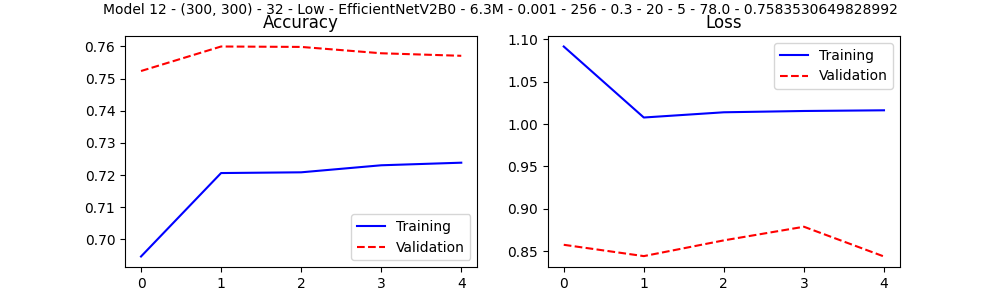 Model 12 - (300, 300) - 32 - Low - EfficientNetV2B0 - 6.3M - 0.001 - 256 - 0.3 - 20 - 5 - 78.0 - 0.7583530649828992
Accuracy
0.76
0.75
0.74
0.73
0.72
0.71
0.70
Training
Validation
0 1 2 3 4
Loss
1.10
1.05
1.00
0.95
0.90
0.85
Training
Validation
0 1 2 3 4